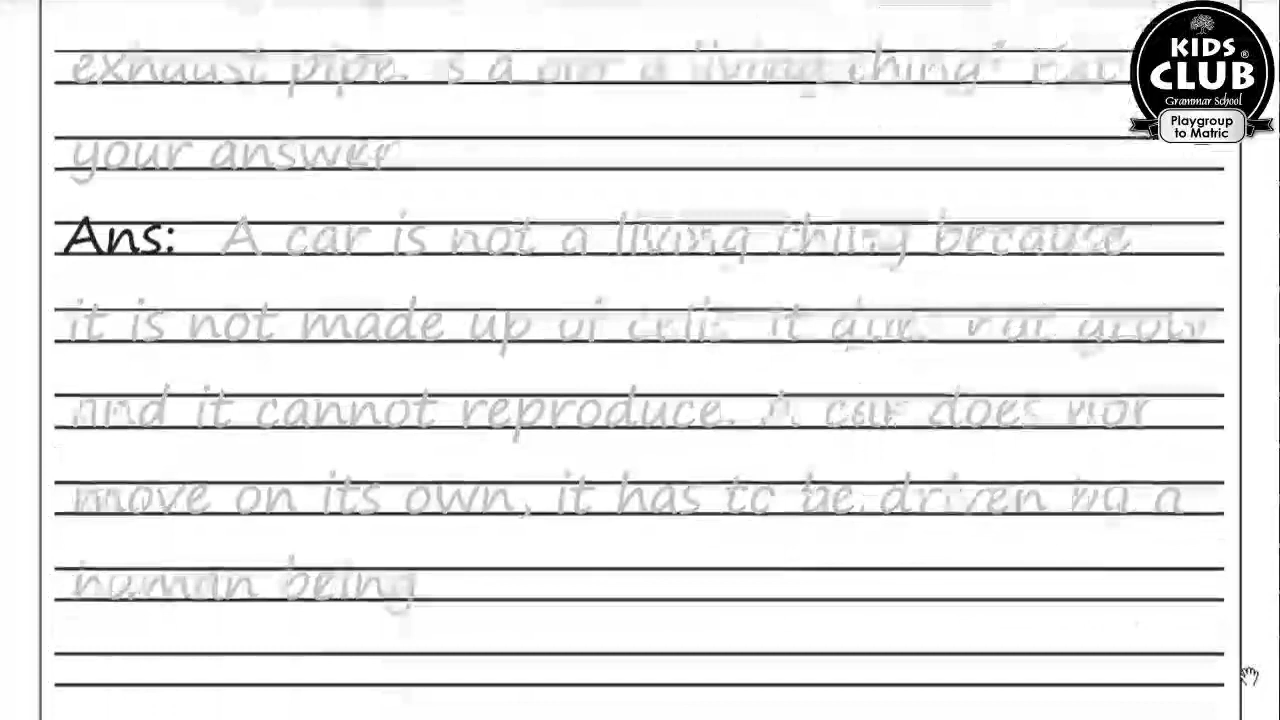 exhaust pipe. Is a car a living thing?
your answer
Ans: A car is not a living thing because
it is not made up of cells it does not grow
and it cannot reproduce. A car does not
move on its own, it has to be driven by a
human being
KIDS
CLUB
Grammar School
Playgroup
to Matric